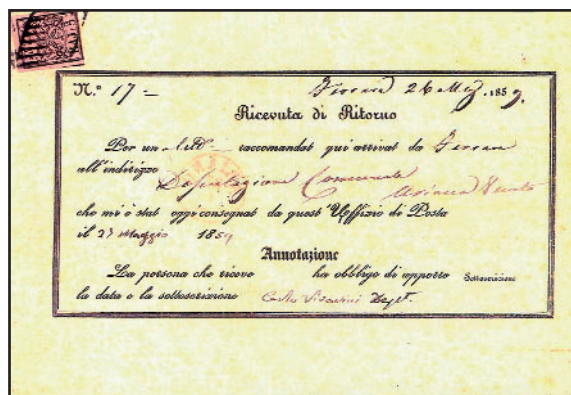 N.º 17 = Ferrara 26 Mag. 1859.
Ricevuta di Ritorno
Per un raccomandat qui arrivat da Ferrara
all'indirizzo
Deputazione Comunale
che mi è stat oggi consegnat da quest'Uffizio di Posta
il 27 Maggio 1859
Annotazione
La persona che riceve ha obbligo di apporre Sottoscrizione
la data e la sottoscrizione